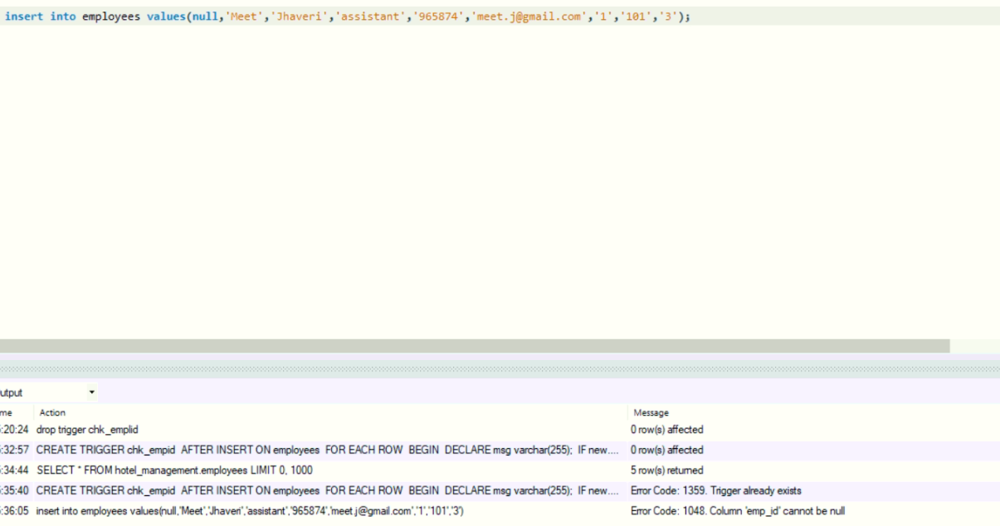 insert into employees values(null,'Meet','Jhaveri','assistant','965874','meet.j@gmail.com','1','101','3');
utput
me Action Message
:20:24 drop trigger chk_emplid 0 row(s) affected
:32:57 CREATE TRIGGER chk_empid AFTER INSERT ON employees FOR EACH ROW BEGIN DECLARE msg varchar(255); IF new.... 0 row(s) affected
:34:44 SELECT * FROM hotel_management.employees LIMIT 0, 1000 5 row(s) returned
:35:40 CREATE TRIGGER chk_empid AFTER INSERT ON employees FOR EACH ROW BEGIN DECLARE msg varchar(255); IF new.... Error Code: 1359. Trigger already exists
:36:05 insert into employees values(null,'Meet','Jhaveri','assistant','965874','meet.j@gmail.com','1','101','3') Error Code: 1048. Column 'emp_id' cannot be null